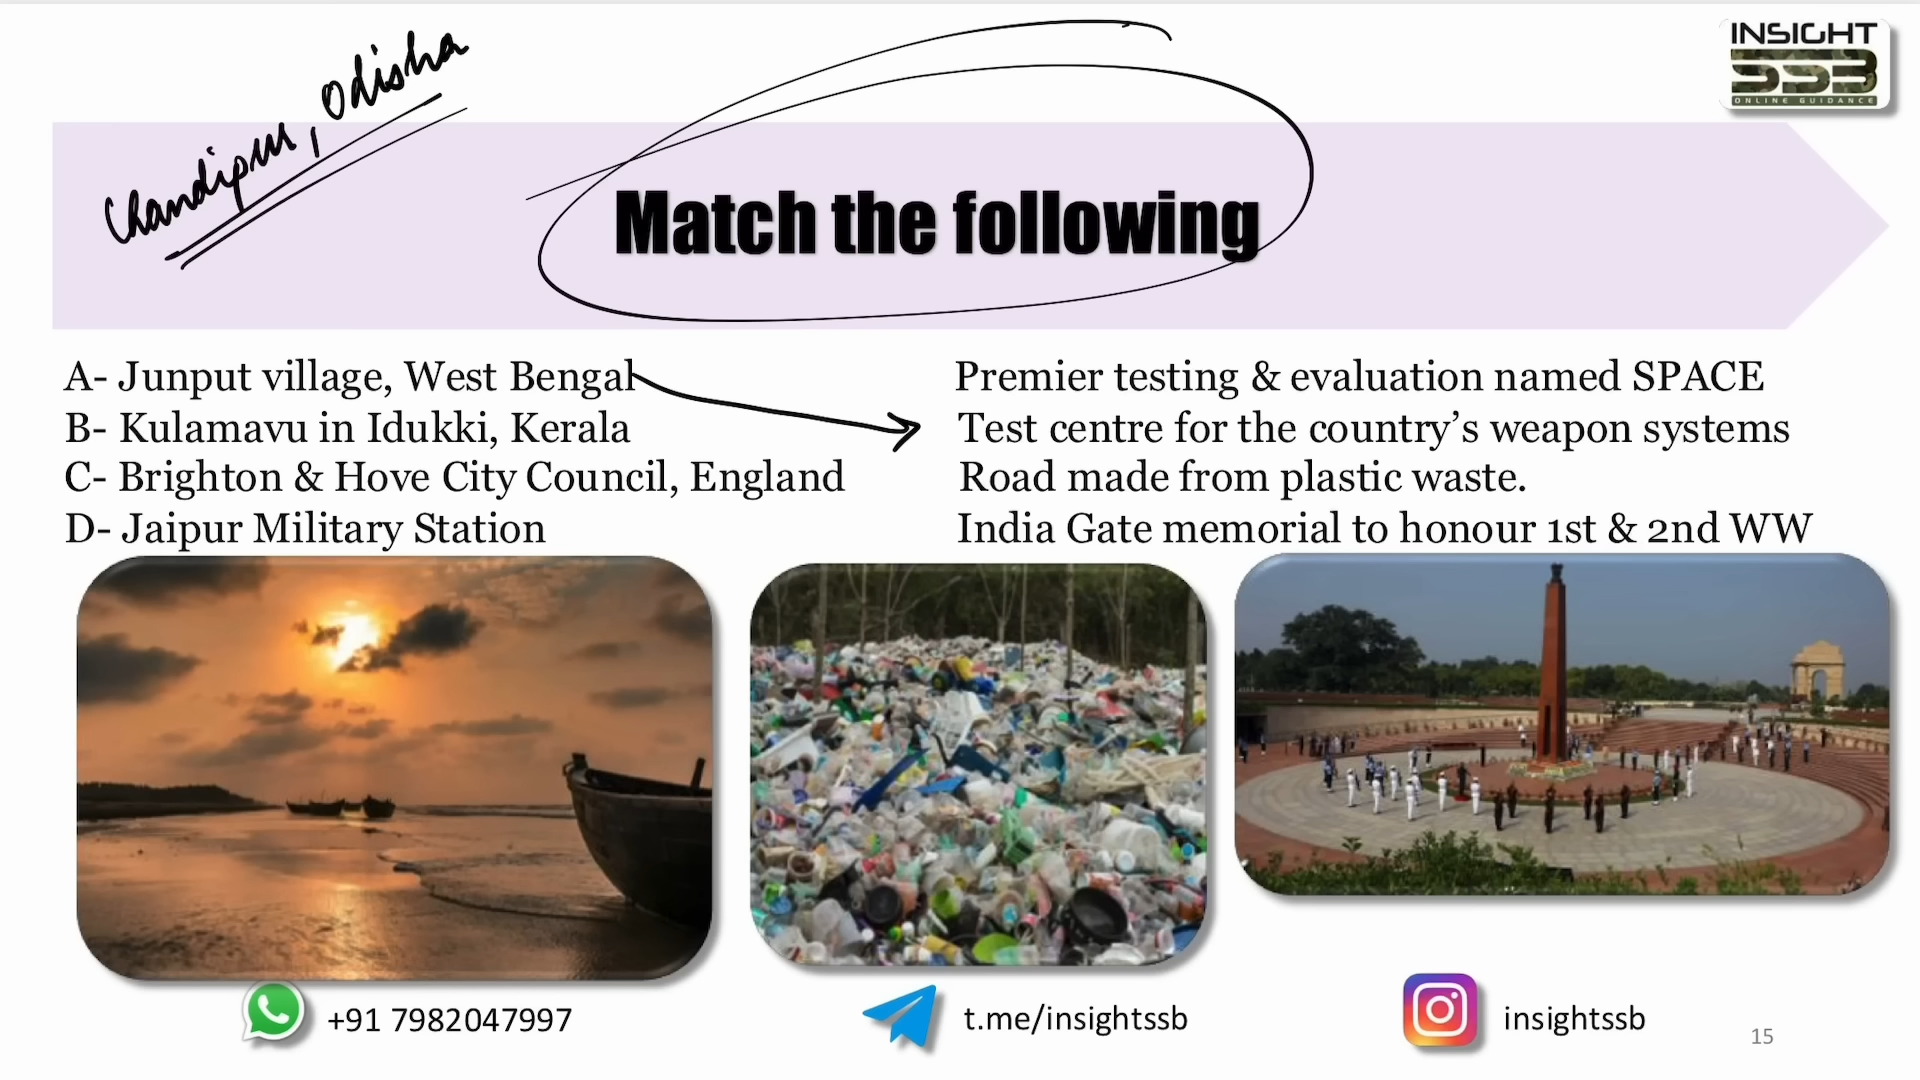 Chandipur, Odisha
INSIGHT
SSB
ONLINE GUIDANCE
Match the following
A- Junput village, West Bengal
B- Kulamavu in Idukki, Kerala
C- Brighton & Hove City Council, England
D- Jaipur Military Station
Premier testing & evaluation named SPACE
Test centre for the country’s weapon systems
Road made from plastic waste.
India Gate memorial to honour 1st & 2nd WW
+91 7982047997
t.me/insightssb
insightssb
15